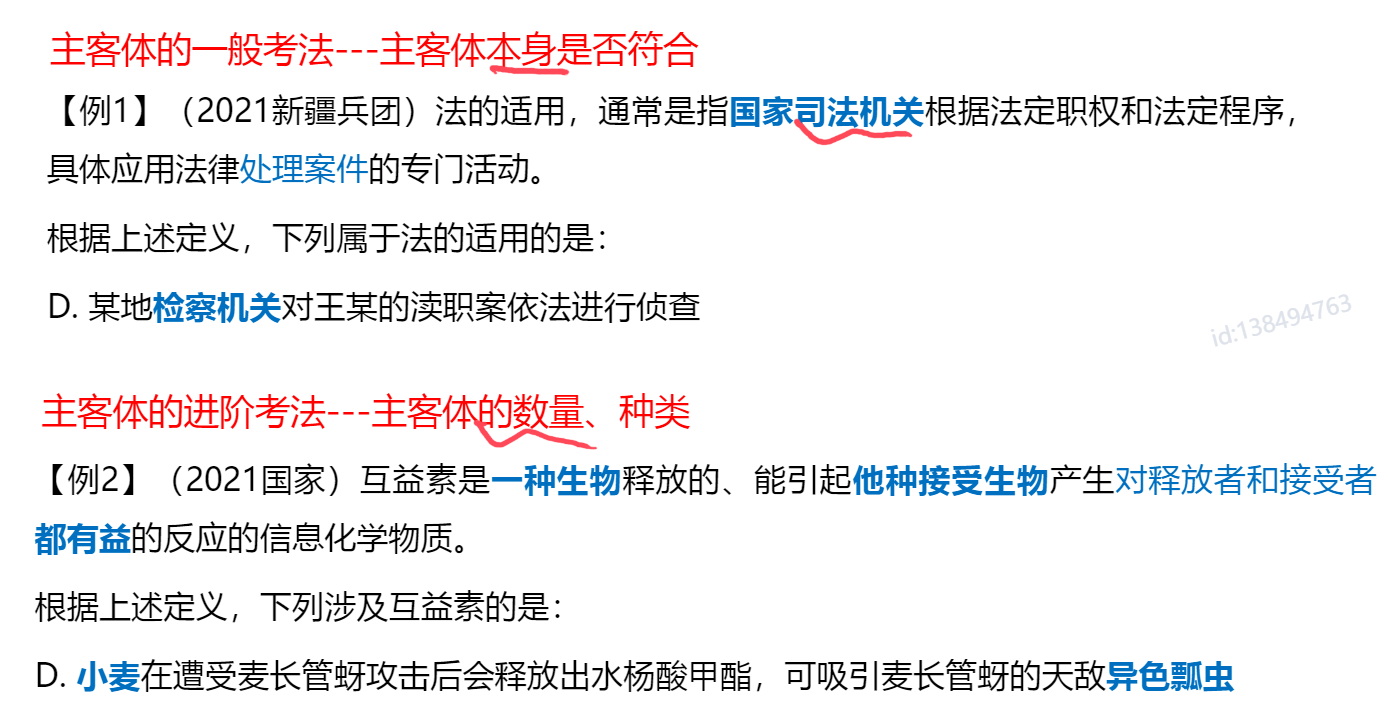 主客体的一般考法---主客体本身是否符合
【例1】（2021新疆兵团）法的适用，通常是指国家司法机关根据法定职权和法定程序，
具体应用法律处理案件的专门活动。
根据上述定义，下列属于法的适用的是：
D. 某地检察机关对王某的渎职案依法进行侦查
id:138494763
主客体的进阶考法---主客体的数量、种类
【例2】（2021国家）互益素是一种生物释放的、能引起他种接受生物产生对释放者和接受者
都有益的反应的信息化学物质。
根据上述定义，下列涉及互益素的是：
D. 小麦在遭受麦长管蚜攻击后会释放出水杨酸甲酯，可吸引麦长管蚜的天敌异色瓢虫